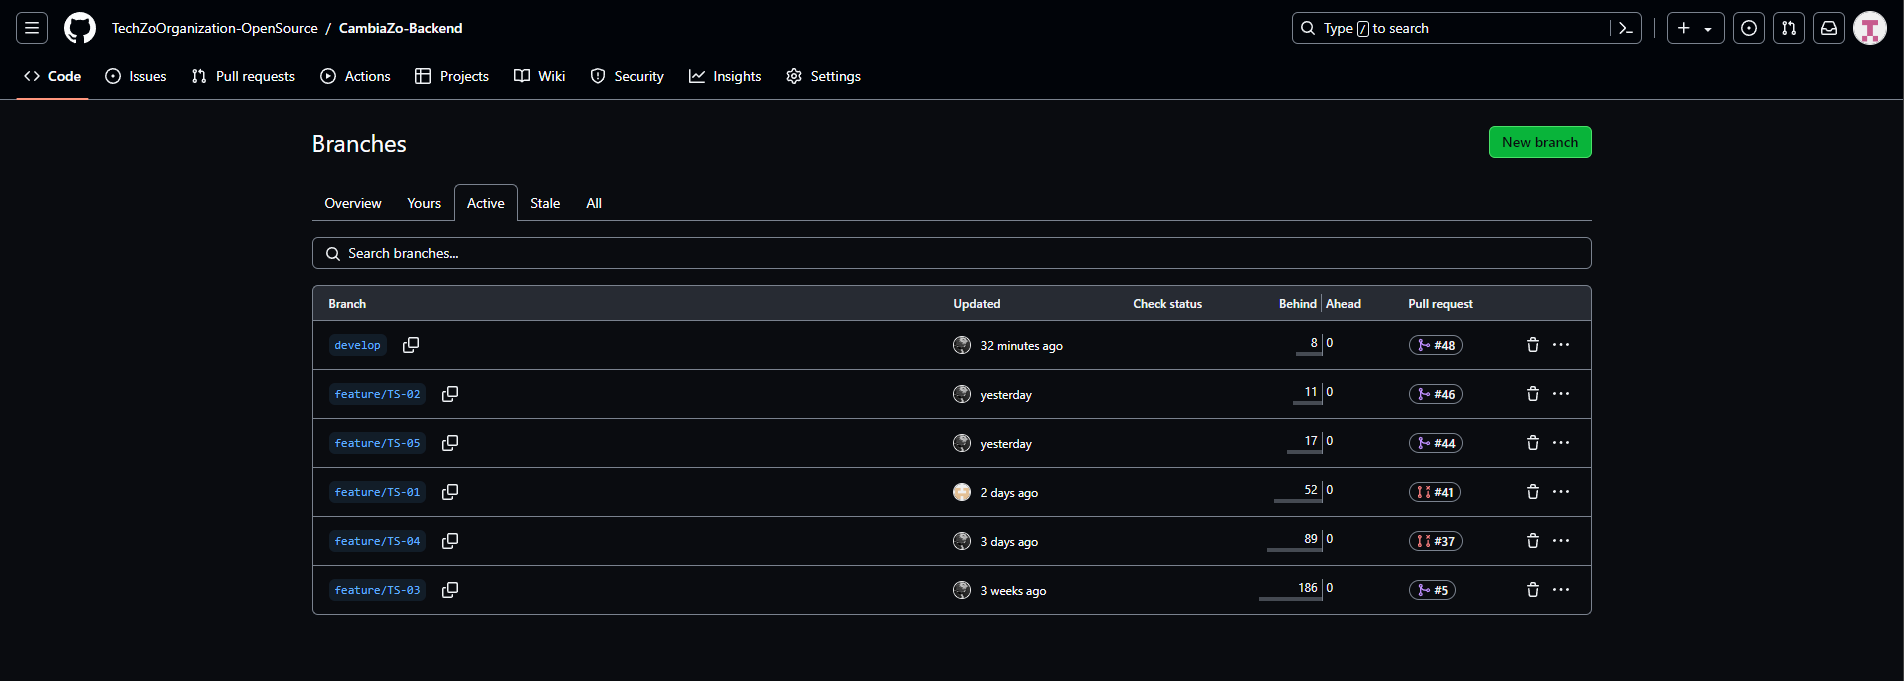 TechZoOrganization-OpenSource / CambiaZo-Backend
Type / to search
Code Issues Pull requests Actions Projects Wiki Security Insights Settings
Branches
New branch
Overview Yours Active Stale All
Search branches...
Branch Updated Check status Behind Ahead Pull request
develop 32 minutes ago 8 0 #48
feature/TS-02 yesterday 11 0 #46
feature/TS-05 yesterday 17 0 #44
feature/TS-01 2 days ago 52 0 #41
feature/TS-04 3 days ago 89 0 #37
feature/TS-03 3 weeks ago 186 0 #5